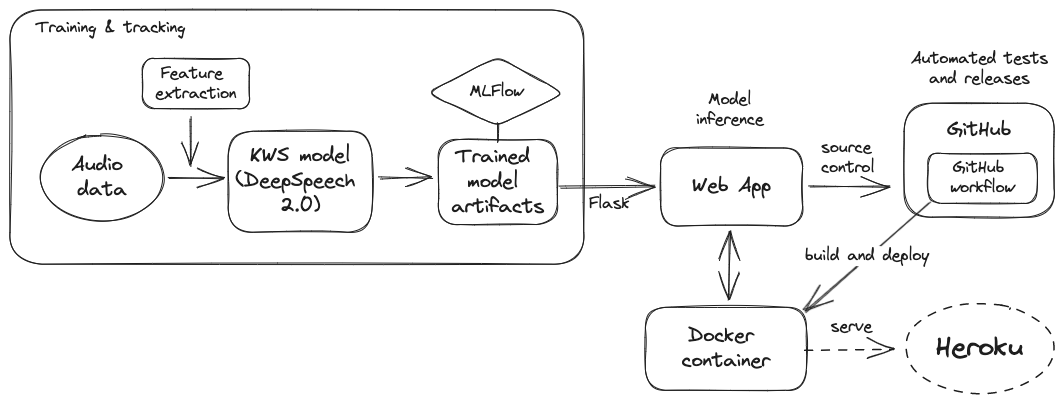 Training & tracking
Feature
extraction
Audio
data
KWS model
(DeepSpeech
2.0)
MLFlow
Trained
model
artifacts
Flask
Model
inference
Web App
source
control
Automated tests
and releases
GitHub
GitHub
workflow
build and deploy
Docker
container
serve
Heroku